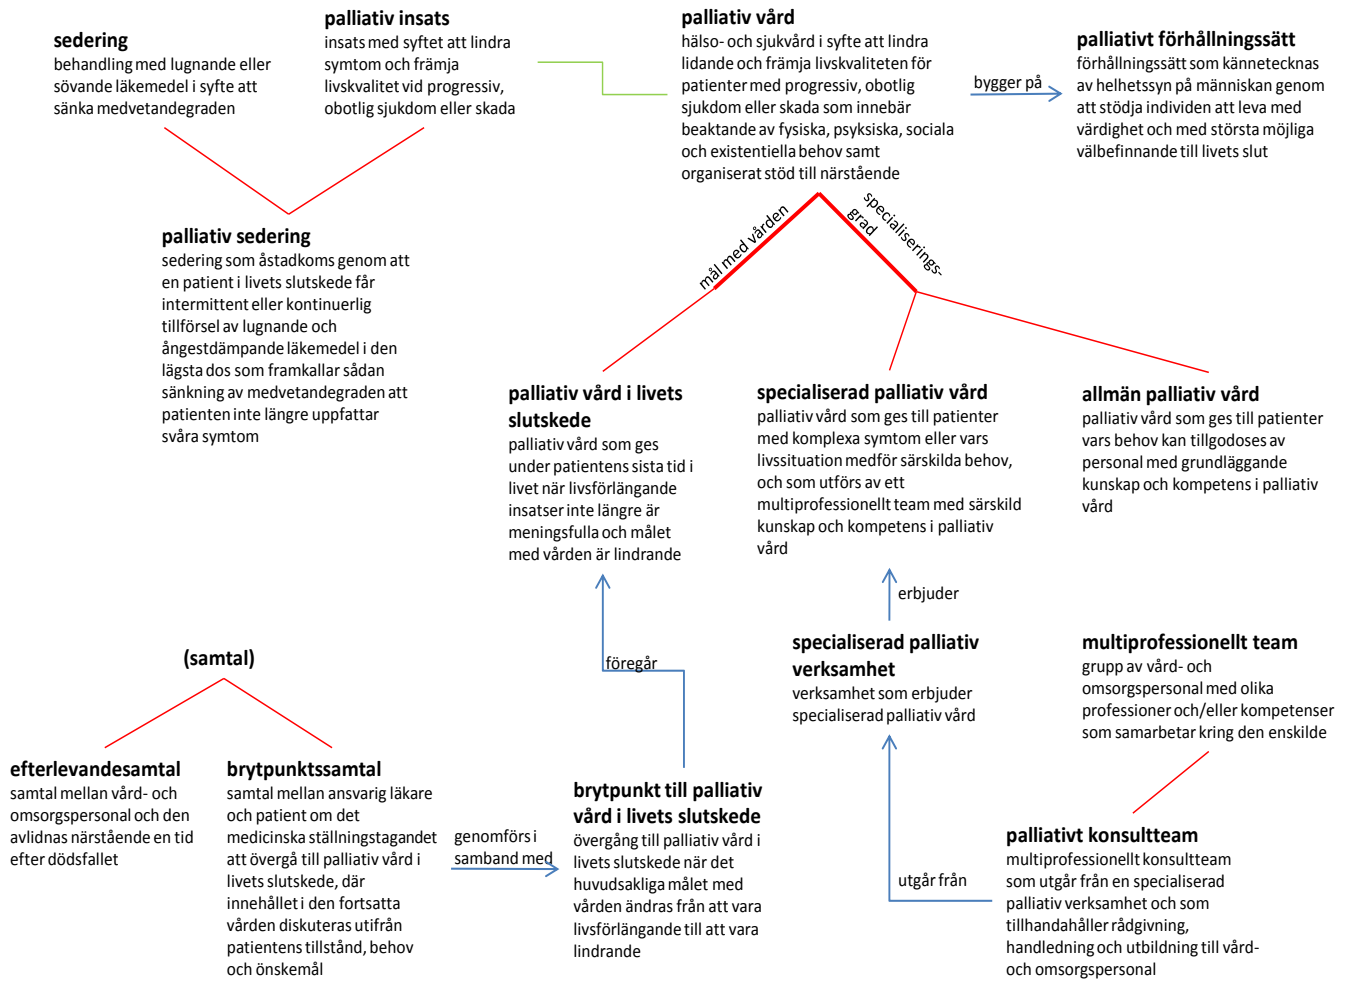 sedering
behandling med lugnande eller
sövande läkemedel i syfte att
sänka medvetandegraden
palliativ insats
insats med syftet att lindra
symtom och främja
livskvalitet vid progressiv,
obotlig sjukdom eller skada
palliativ vård
hälso- och sjukvård i syfte att lindra
lidande och främja livskvaliteten för
patienter med progressiv, obotlig
sjukdom eller skada som innebär
beaktande av fysiska, psyksiska, sociala
och existentiella behov samt
organiserat stöd till närstående
bygger på
palliativt förhållningssätt
förhållningssätt som kännetecknas
av helhetssyn på människan genom
att stödja individen att leva med
värdighet och med största möjliga
välbefinnande till livets slut
mål med vården
specialiserings-
grad
palliativ sedering
sedering som åstadkoms genom att
en patient i livets slutskede får
intermittent eller kontinuerlig
tillförsel av lugnande och
ångestdämpande läkemedel i den
lägsta dos som framkallar sådan
sänkning av medvetandegraden att
patienten inte längre uppfattar
svåra symtom
palliativ vård i livets
slutskede
palliativ vård som ges
under patientens sista tid i
livet när livsförlängande
insatser inte längre är
meningsfulla och målet
med vården är lindrande
specialiserad palliativ vård
palliativ vård som ges till patienter
med komplexa symtom eller vars
livssituation medför särskilda behov,
och som utförs av ett
multiprofessionellt team med särskild
kunskap och kompetens i palliativ
vård
allmän palliativ vård
palliativ vård som ges till patienter
vars behov kan tillgodoses av
personal med grundläggande
kunskap och kompetens i palliativ
vård
erbjuder
föregår
specialiserad palliativ
verksamhet
verksamhet som erbjuder
specialiserad palliativ vård
multiprofessionellt team
grupp av vård- och
omsorgspersonal med olika
professioner och/eller kompetenser
som samarbetar kring den enskilde
(samtal)
efterlevandesamtal
samtal mellan vård- och
omsorgspersonal och den
avlidnas närstående en tid
efter dödsfallet
brytpunktssamtal
samtal mellan ansvarig läkare
och patient om det
medicinska ställningstagandet
att övergå till palliativ vård i
livets slutskede, där
innehållet i den fortsatta
vården diskuteras utifrån
patientens tillstånd, behov
och önskemål
genomförs i
samband med
brytpunkt till palliativ
vård i livets slutskede
övergång till palliativ vård i
livets slutskede när det
huvudsakliga målet med
vården ändras från att vara
livsförlängande till att vara
lindrande
utgår från
palliativt konsultteam
multiprofessionellt konsultteam
som utgår från en specialiserad
palliativ verksamhet och som
tillhandahåller rådgivning,
handledning och utbildning till vård-
och omsorgspersonal